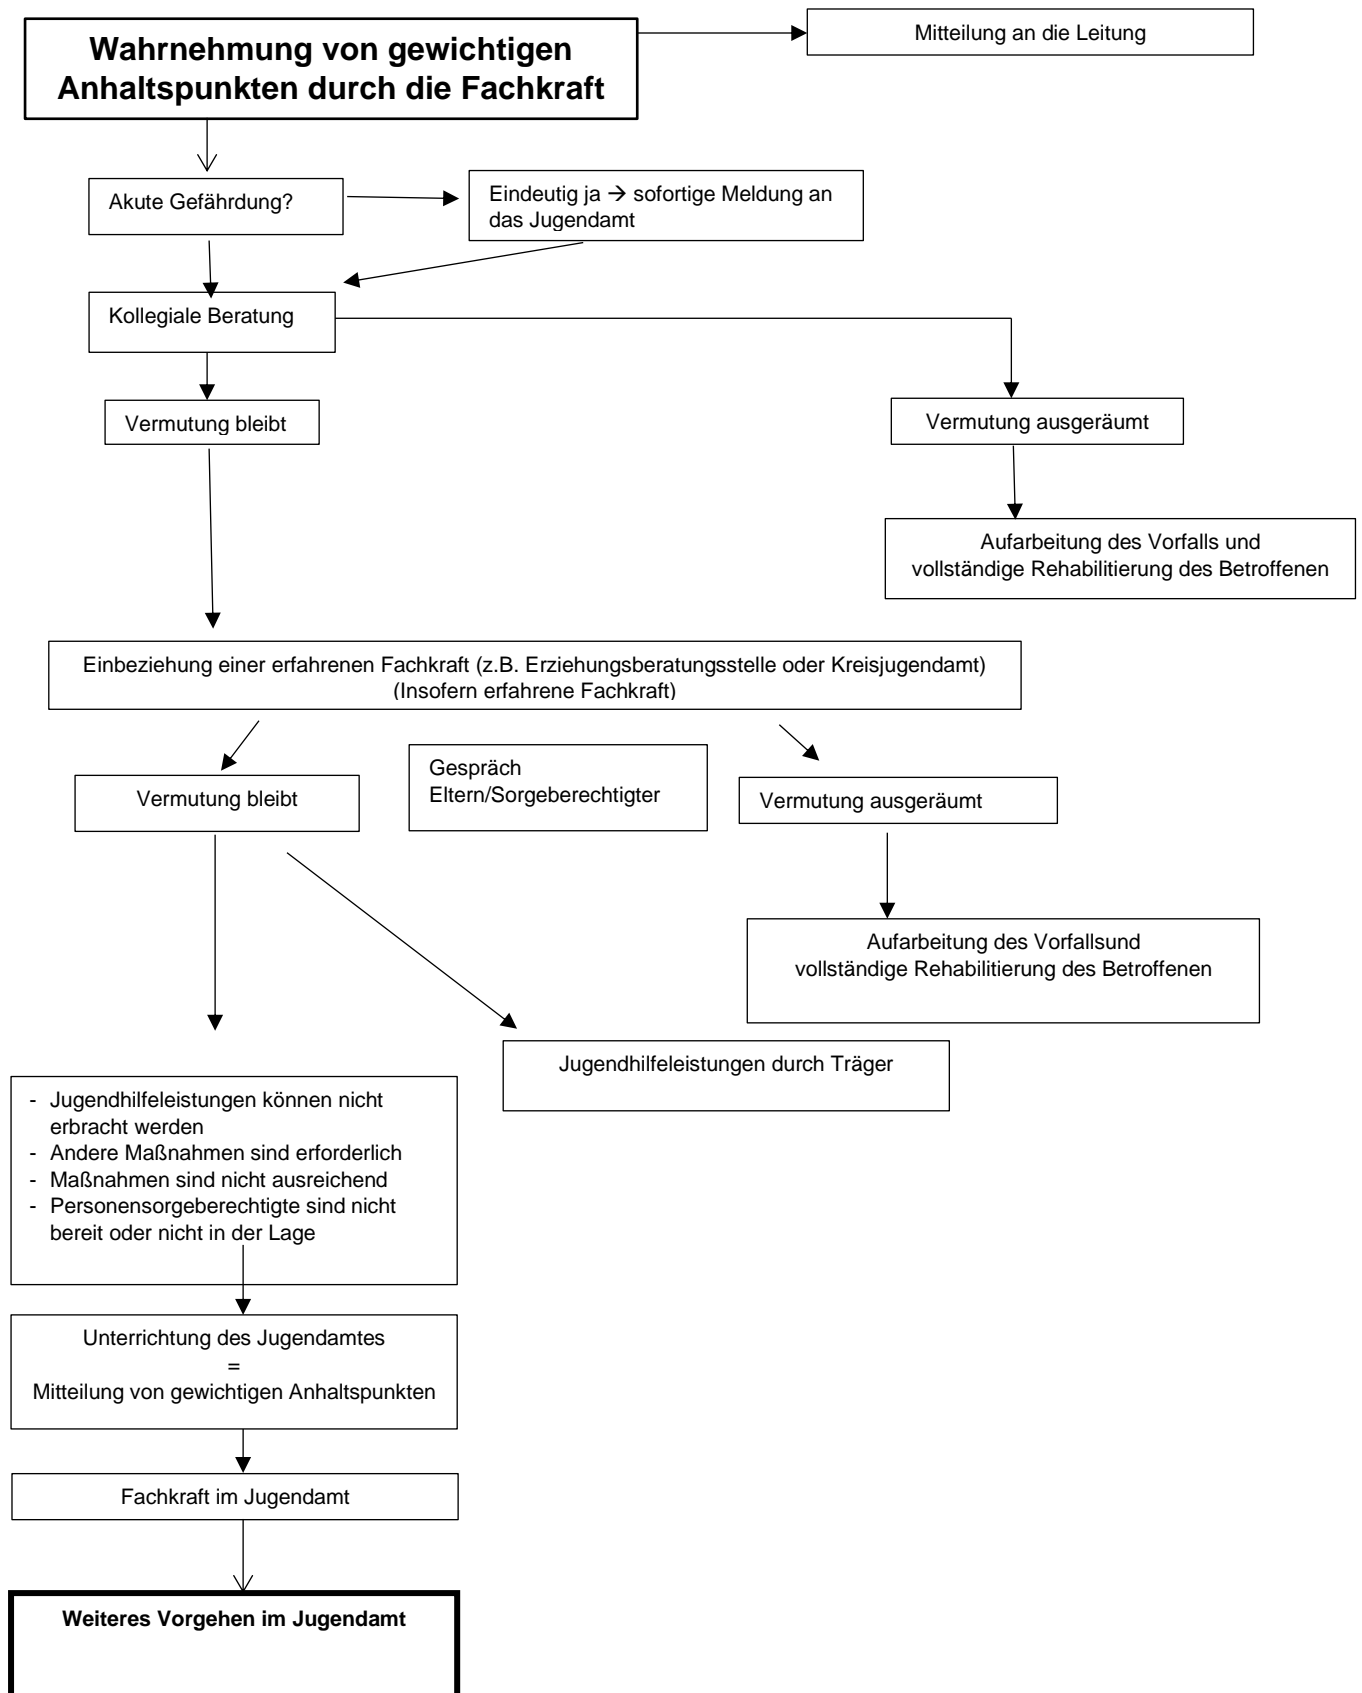 Wahrnehmung von gewichtigen
Anhaltspunkten durch die Fachkraft
Mitteilung an die Leitung
Akute Gefährdung?
Eindeutig ja → sofortige Meldung an
das Jugendamt
Kollegiale Beratung
Vermutung bleibt
Vermutung ausgeräumt
Aufarbeitung des Vorfalls und
vollständige Rehabilitierung des Betroffenen
Einbeziehung einer erfahrenen Fachkraft (z.B. Erziehungsberatungsstelle oder Kreisjugendamt)
(Insofern erfahrene Fachkraft)
Vermutung bleibt
Gespräch
Eltern/Sorgeberechtigter
Vermutung ausgeräumt
Aufarbeitung des Vorfallsund
vollständige Rehabilitierung des Betroffenen
Jugendhilfeleistungen durch Träger
- Jugendhilfeleistungen können nicht
erbracht werden
- Andere Maßnahmen sind erforderlich
- Maßnahmen sind nicht ausreichend
- Personensorgeberechtigte sind nicht
bereit oder nicht in der Lage
Unterrichtung des Jugendamtes
=
Mitteilung von gewichtigen Anhaltspunkten
Fachkraft im Jugendamt
Weiteres Vorgehen im Jugendamt